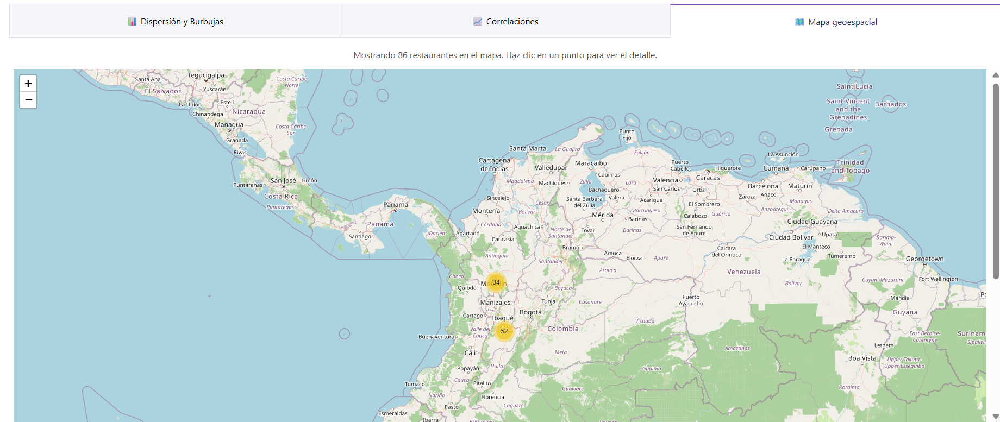 Dispersión y Burbujas
Correlaciones
Mapa geoespacial
Mostrando 86 restaurantes en el mapa. Haz clic en un punto para ver el detalle.
+
−
Tegucigalpa
Santa Ana
Yuscarán
El Salvador
La Unión
Estelí
Chinandega
Nicaragua
Managua
Granada
Rivas
Costa Caribe
Norte
Costa Caribe
Sur
San José
Limón
Puntarenas
Costa Rica
Puntarenas
Panamá
Panamá
Santiago
Darién
Saint Lucia
Saint Vincent
and the
Grenadines
Barbados
Grenada
Trinidad
and Tobago
Punto
Fijo
Santa Marta
La Guajira
Cartagena
de Indias
Valledupar
Maracaibo
Falcón
Puerto
Cabello
Higuerote
La Asunción
Cumaná
Carúpano
Magdalena
Machiques
Zulia
Cabimas
Lara
Valencia
Caracas
Barcelona
Maturín
Bachaquero
San Carlos
Ortiz
Zaraza
Anaco
Sincelejo
Cesar
Santa Bárbara
del Zulia
Valera
Acarigua
El Sombrero
Monagas
Montería
Bolívar
Mérida
Portuguesa
Guárico
Anzoátegui
Delta Amacuro
Barinas
Calabozo
Córdoba
Aguachica
Norte de
Santander
Tovar
Barinas
San Fernando
de Apure
Ciudad Guayana
Apartadó
Caucasia
Bramón
Ciudad Bolívar
Upata
Barima-
Waini
Antioquia
Santander
Arauca
Elorza
Apure
Caicara
del Orinoco
El Manteco
La Paragua
Tumeremo
Georgetown
Arauca
Venezuela
Chocó
34
Medellín
Quibdó
Boyaca
Bolívar
Cuyuni-Mazaruni
Fort Wellington
Pa
Manizales
Tunja
Casanare
Puerto
Ayacucho
Mahdia
Cartago
Ibagué
Bogotá
Guyana
Vichada
52
Valle del
Cauca
Colombia
Buenaventura
East Berbice-
Corentyne
Surinam
Sipaliwi
Cali
Meta
Amazonas
Lethem
Boa Vista
Upper Takutu-
Upper Essequibo
Popayán
Huila
Guainía
Cauca
Pitalito
Tumaco
Guaviare
Roraima
Nariño
Florencia
Pasto
Caquetá
Esmeraldas
Ibarra
Vaupés